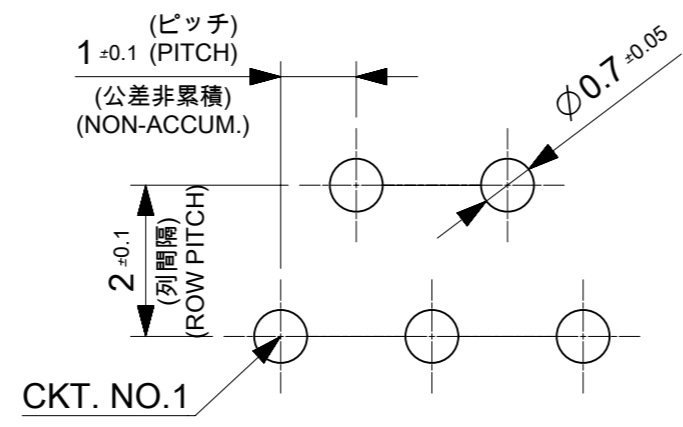 (ピッチ)
1 ±0.1 (PITCH)
(公差非累積)
(NON-ACCUM.)
∅0.7 ±0.05
2 ±0.1
(列間隔)
(ROW PITCH)
CKT. NO.1